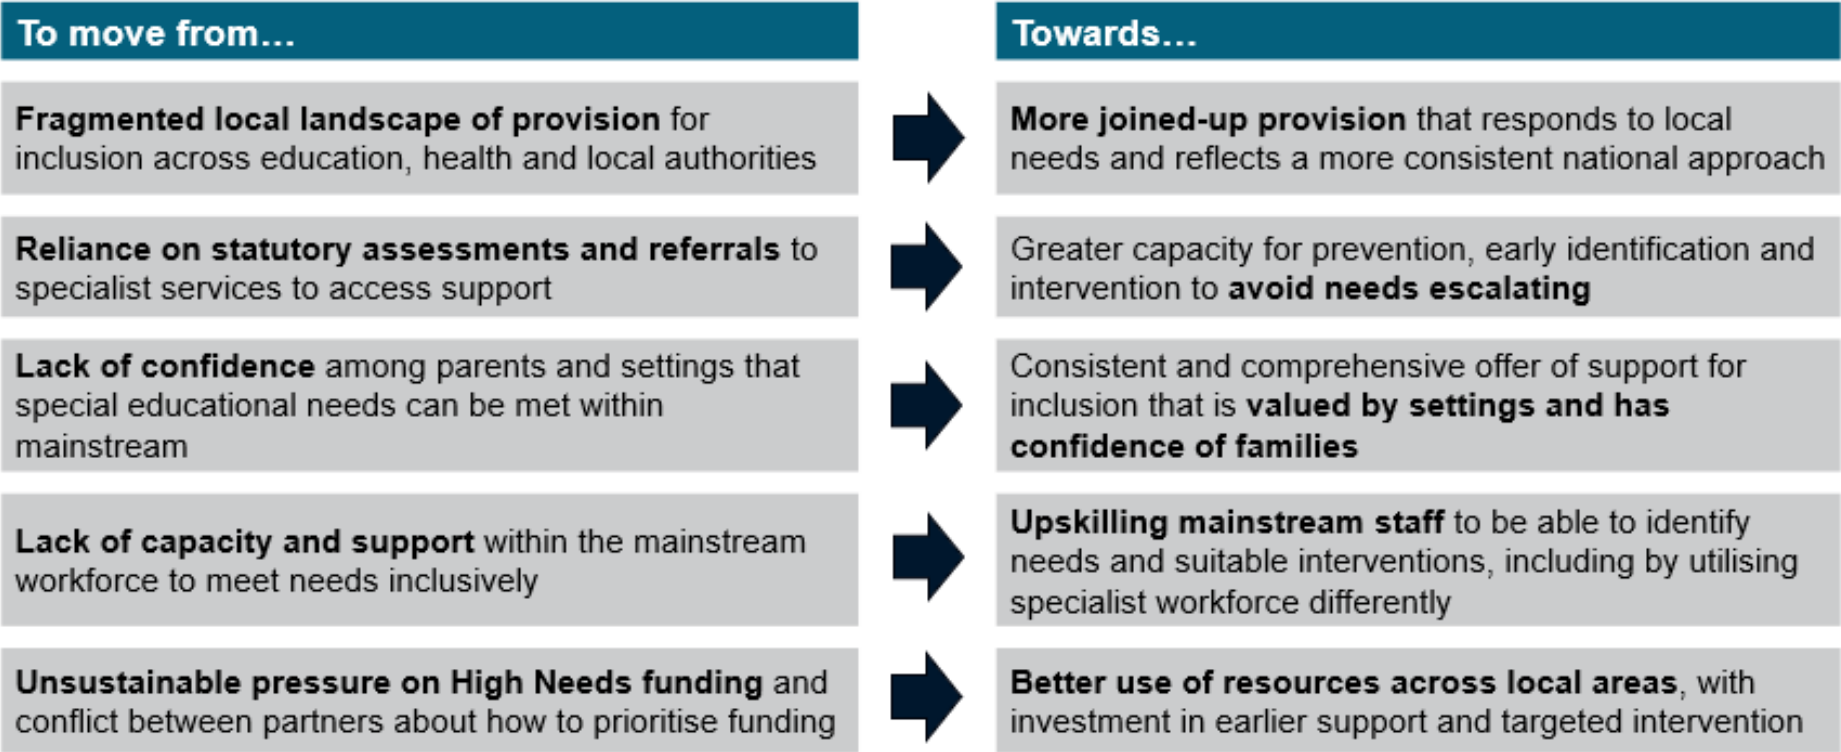 To move from...
Towards...
Fragmented local landscape of provision for
inclusion across education, health and local authorities
More joined-up provision that responds to local
needs and reflects a more consistent national approach
Reliance on statutory assessments and referrals to
specialist services to access support
Greater capacity for prevention, early identification and
intervention to avoid needs escalating
Lack of confidence among parents and settings that
special educational needs can be met within
mainstream
Consistent and comprehensive offer of support for
inclusion that is valued by settings and has
confidence of families
Lack of capacity and support within the mainstream
workforce to meet needs inclusively
Upskilling mainstream staff to be able to identify
needs and suitable interventions, including by utilising
specialist workforce differently
Unsustainable pressure on High Needs funding and
conflict between partners about how to prioritise funding
Better use of resources across local areas, with
investment in earlier support and targeted intervention